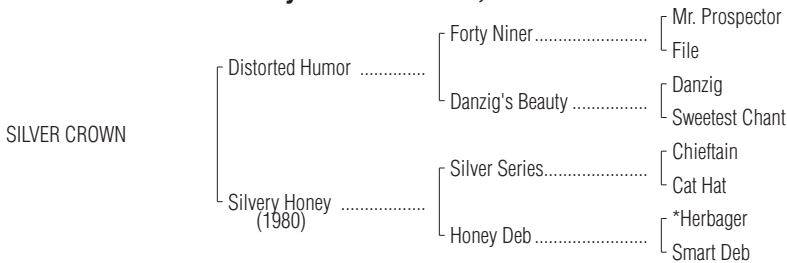 Forty Niner........................... Mr. Prospector
File
Distorted Humor ..............
Danzig's Beauty .................. Danzig
Sweetest Chant
SILVER CROWN
Silver Series........................ Chieftain
Cat Hat
Silvery Honey ..................
(1980)
Honey Deb ........................... *Herbager
Smart Deb